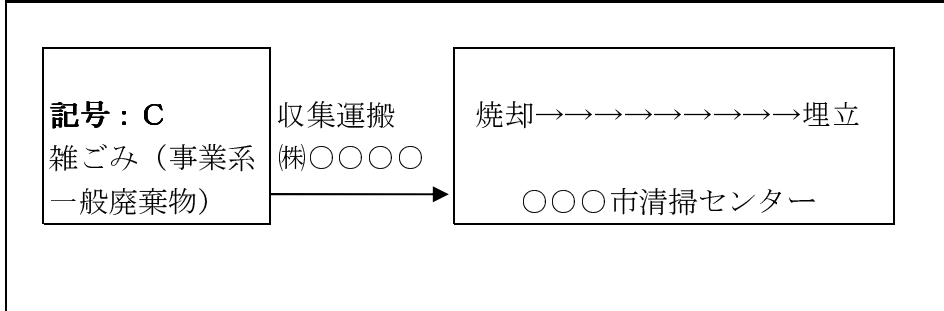 記号：C
雑ごみ（事業系
一般廃棄物）
収集運搬
㈱○○○○
焼却→→→→→→→→→埋立
○○○市清掃センター